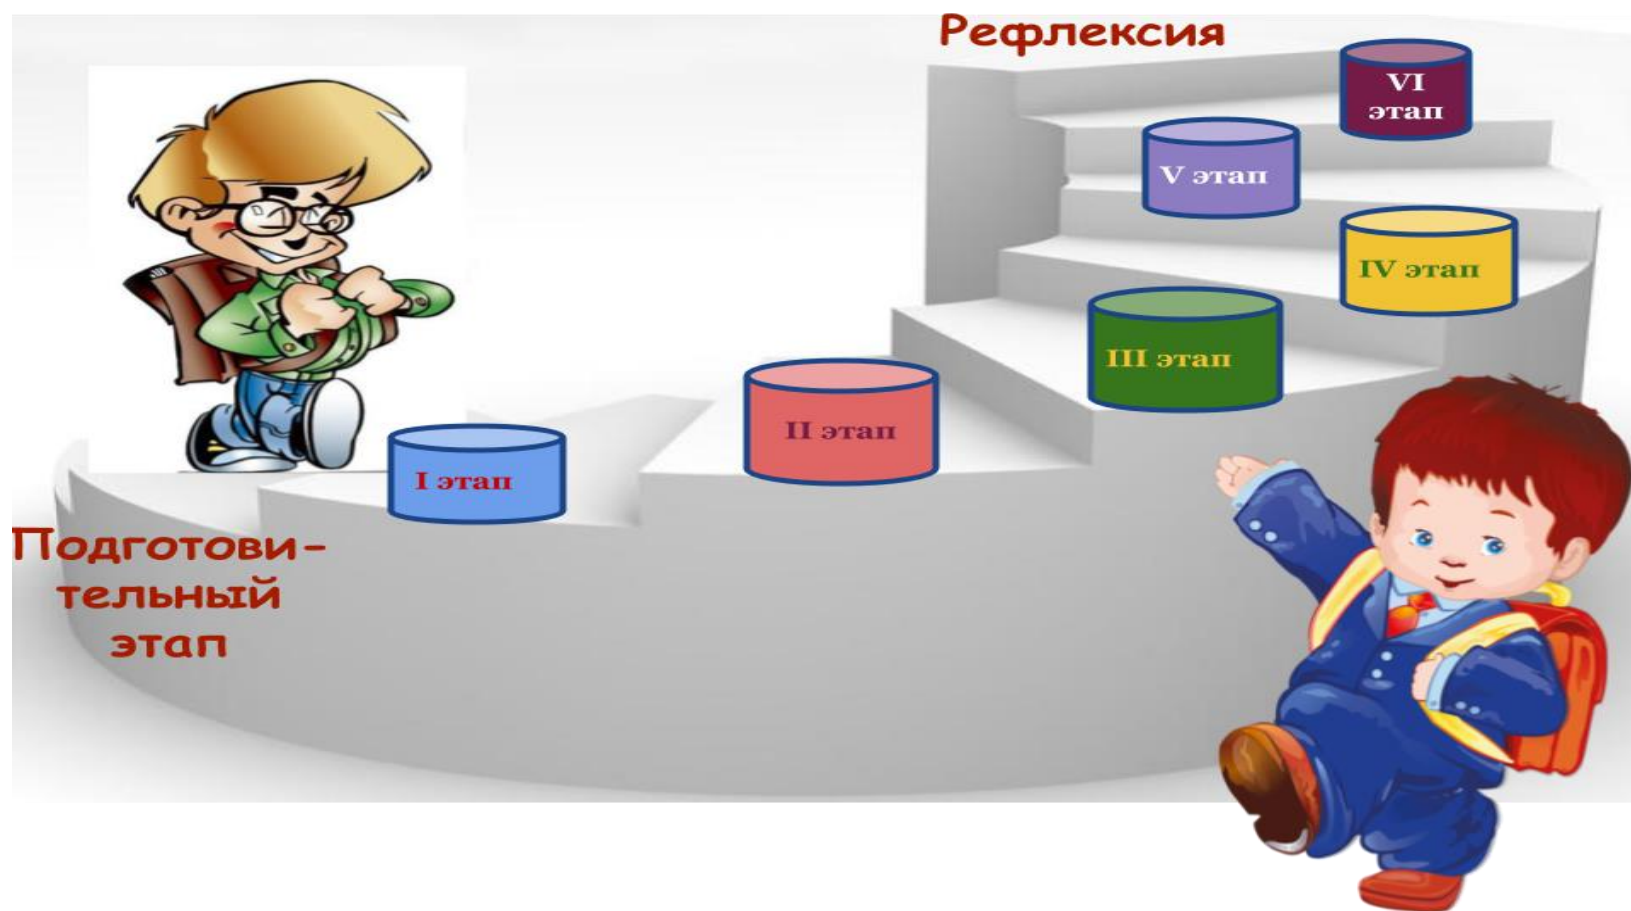 Рефлексия
VI
этап
V этап
IV этап
III этап
II этап
I этап
Подготови-
тельный
этап